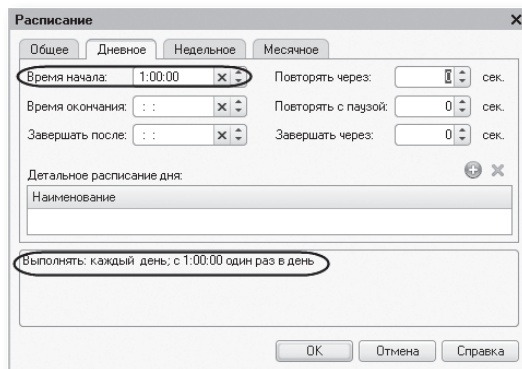 Расписание
Общее Дневное Недельное Месячное
Время начала: 1:00:00 Повторять через: 0 сек.
Время окончания: : : Повторять с паузой: 0 сек.
Завершать после: : : Завершать через: 0 сек.
Детальное расписание дня:
Наименование
Выполнять: каждый день; с 1:00:00 один раз в день
OK Отмена Справка